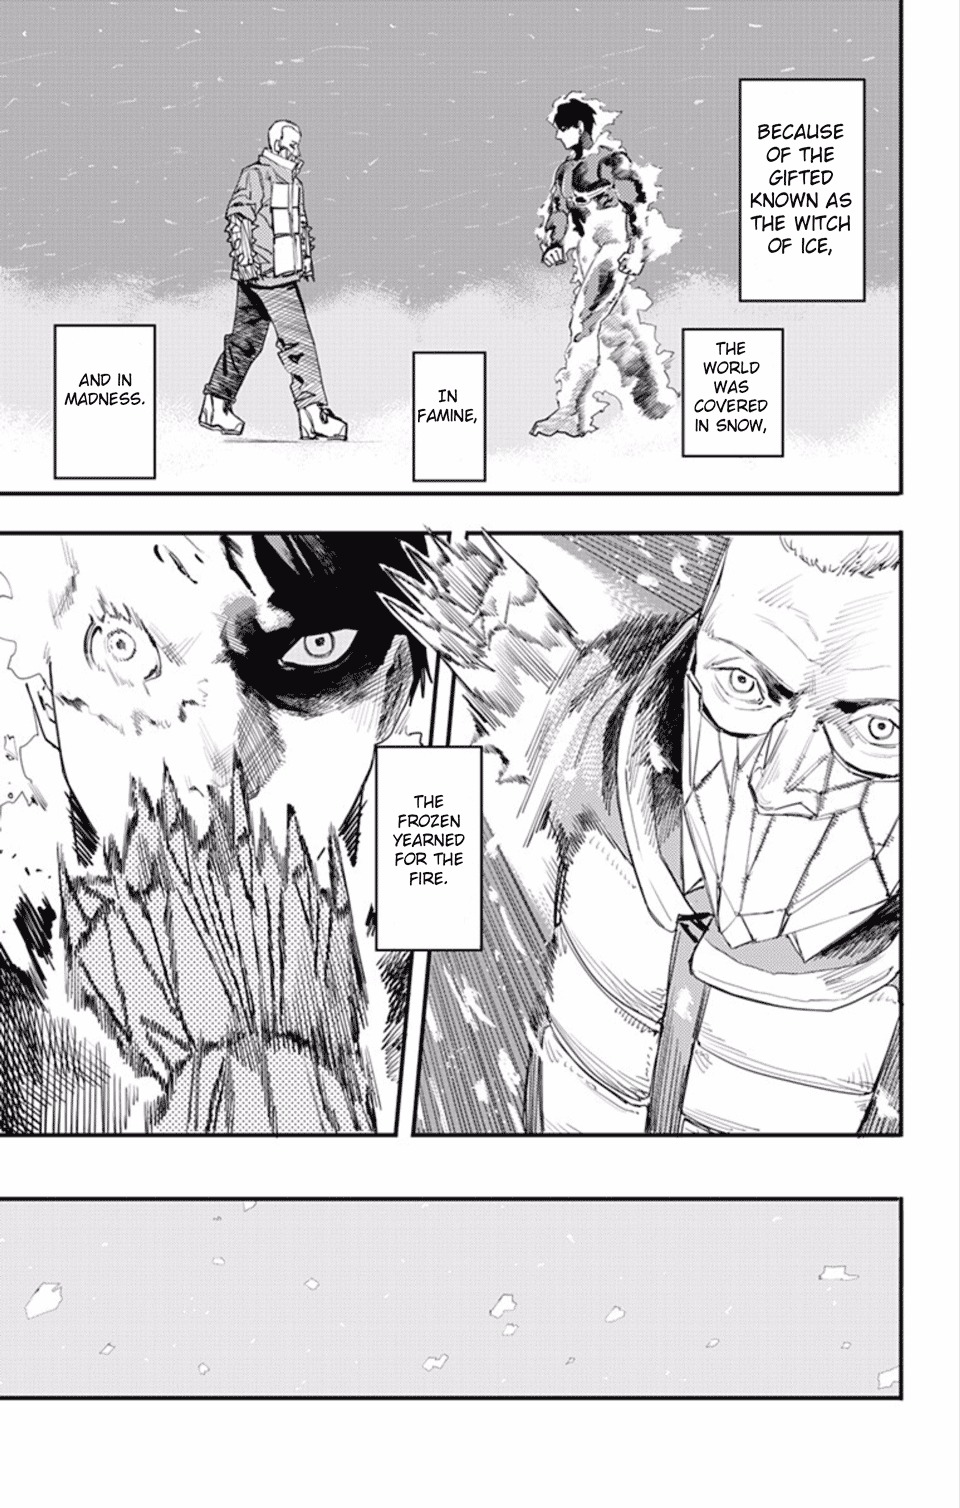 BECAUSE
OF THE
GIFTED
KNOWN AS
THE WITCH
OF ICE,
THE
WORLD
WAS
COVERED
IN SNOW,
IN
FAMINE,
AND IN
MADNESS.
THE
FROZEN
YEARNED
FOR THE
FIRE.